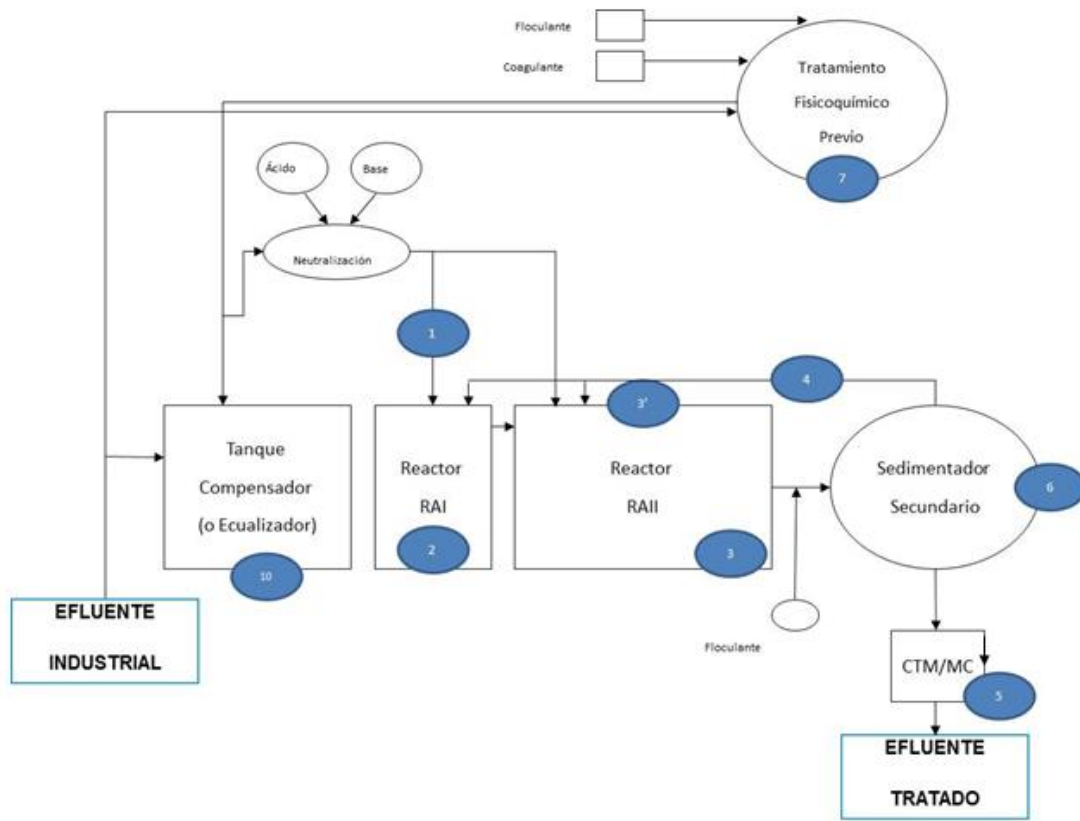 Floculante
Coagulante
Tratamiento
Fisicoquímico
Previo
7
Ácido
Base
Neutralización
1
4
3'
Tanque
Compensador
(o Ecualizador)
10
Reactor
RAI
2
Reactor
RAII
3
Sedimentador
Secundario
6
EFLUENTE
INDUSTRIAL
Floculante
CTM/MC
5
EFLUENTE
TRATADO